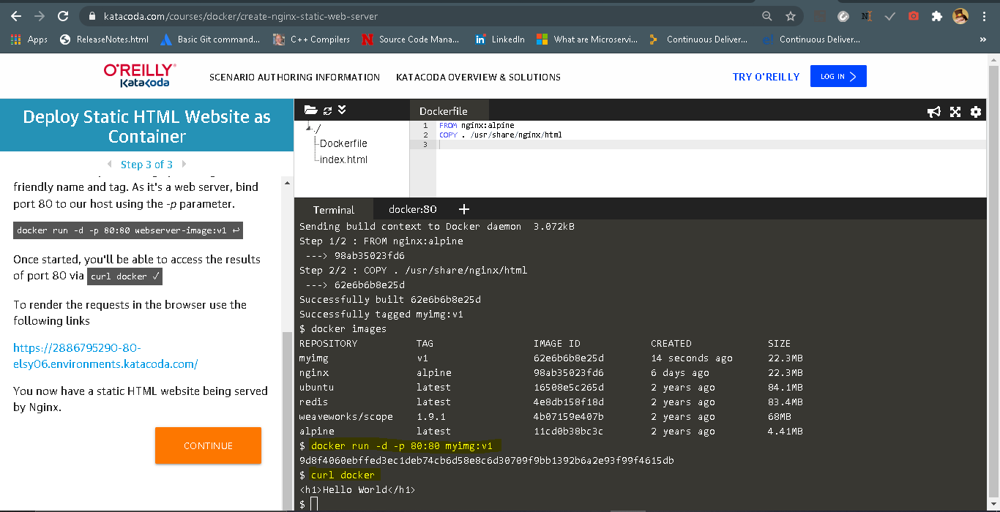 katacoda.com/courses/docker/create-nginx-static-web-server
Apps ReleaseNotes.html Basic Git command... C++ Compilers Source Code Mana... LinkedIn What are Microservi... Continuous Deliver... Continuous Deliver... »
O'REILLY
Katacoda
SCENARIO AUTHORING INFORMATION KATACODA OVERVIEW & SOLUTIONS TRY O'REILLY LOG IN
Deploy Static HTML Website as
Container
Step 3 of 3
friendly name and tag. As it's a web server, bind
port 80 to our host using the -p parameter.
docker run -d -p 80:80 webserver-image:v1 ↩
Once started, you'll be able to access the results
of port 80 via curl docker ✓
To render the requests in the browser use the
following links
https://2886795290-80-
elsy06.environments.katacoda.com/
You now have a static HTML website being served
by Nginx.
CONTINUE
/
Dockerfile
index.html
Dockerfile
1 FROM nginx:alpine
2 COPY . /usr/share/nginx/html
3
Terminal docker:80 +
Sending build context to Docker daemon  3.072kB
Step 1/2 : FROM nginx:alpine
 ---> 98ab35023fd6
Step 2/2 : COPY . /usr/share/nginx/html
 ---> 62e6b6b8e25d
Successfully built 62e6b6b8e25d
Successfully tagged myimg:v1
$ docker images
REPOSITORY TAG IMAGE ID CREATED SIZE
myimg v1 62e6b6b8e25d 14 seconds ago 22.3MB
nginx alpine 98ab35023fd6 6 days ago 22.3MB
ubuntu latest 16508e5c265d 2 years ago 84.1MB
redis latest 4e8db158f18d 2 years ago 83.4MB
weaveworks/scope 1.9.1 4b07159e407b 2 years ago 68MB
alpine latest 11cd0b38bc3c 2 years ago 4.41MB
$ docker run -d -p 80:80 myimg:v1
9d8f4060ebffed3ec1deb74cb6d58e8c6d30709f9bb1392b6a2e93f99f4615db
$ curl docker
<h1>Hello World</h1>
$